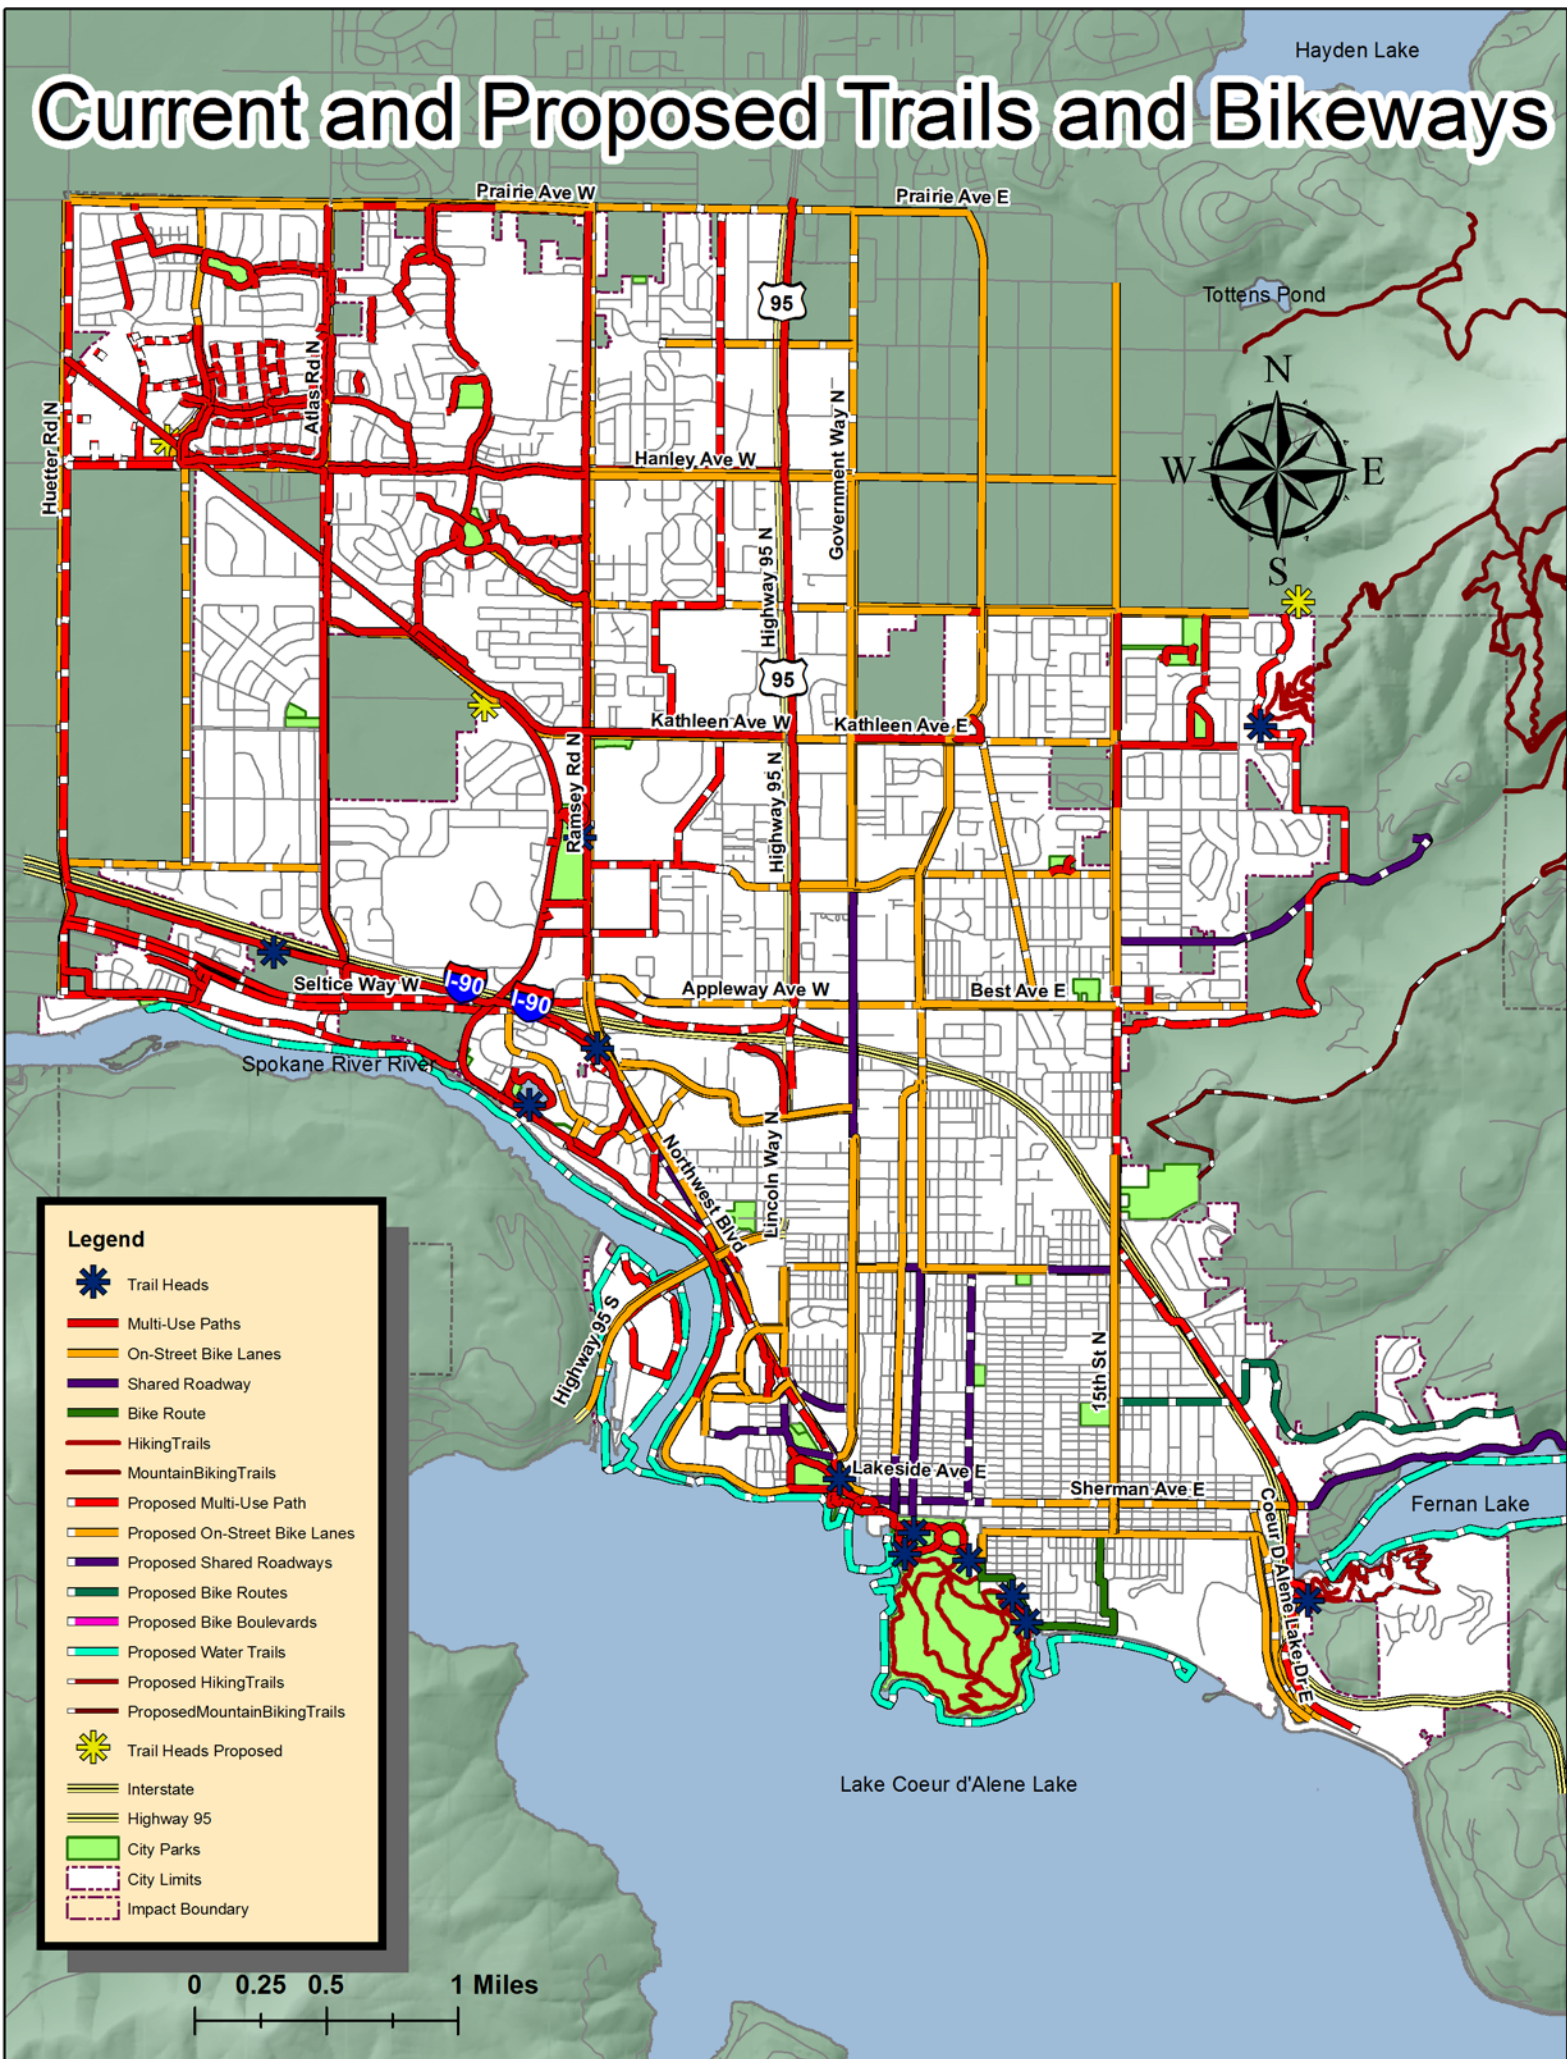 Hayden Lake
Current and Proposed Trails and Bikeways
Prairie Ave W
Prairie Ave E
Tottens Pond
95
N
Atlas Rd N
Huetter Rd N
Government Way N
Hanley Ave W
W
E
Highway 95 N
S
95
Kathleen Ave W
Kathleen Ave E
Ramsey Rd N
Highway 95 N
Seltice Way W
I-90
I-90
Appleway Ave W
Best Ave E
Spokane River River
Northwest Blvd
Lincoln Way N
Highway 95 S
15th St N
Lakeside Ave E
Sherman Ave E
Fernan Lake
Coeur D Alene Lake Dr E
Lake Coeur d'Alene Lake
Legend
Trail Heads
Multi-Use Paths
On-Street Bike Lanes
Shared Roadway
Bike Route
HikingTrails
MountainBikingTrails
Proposed Multi-Use Path
Proposed On-Street Bike Lanes
Proposed Shared Roadways
Proposed Bike Routes
Proposed Bike Boulevards
Proposed Water Trails
Proposed HikingTrails
ProposedMountainBikingTrails
Trail Heads Proposed
Interstate
Highway 95
City Parks
City Limits
Impact Boundary
0 0.25 0.5 1 Miles